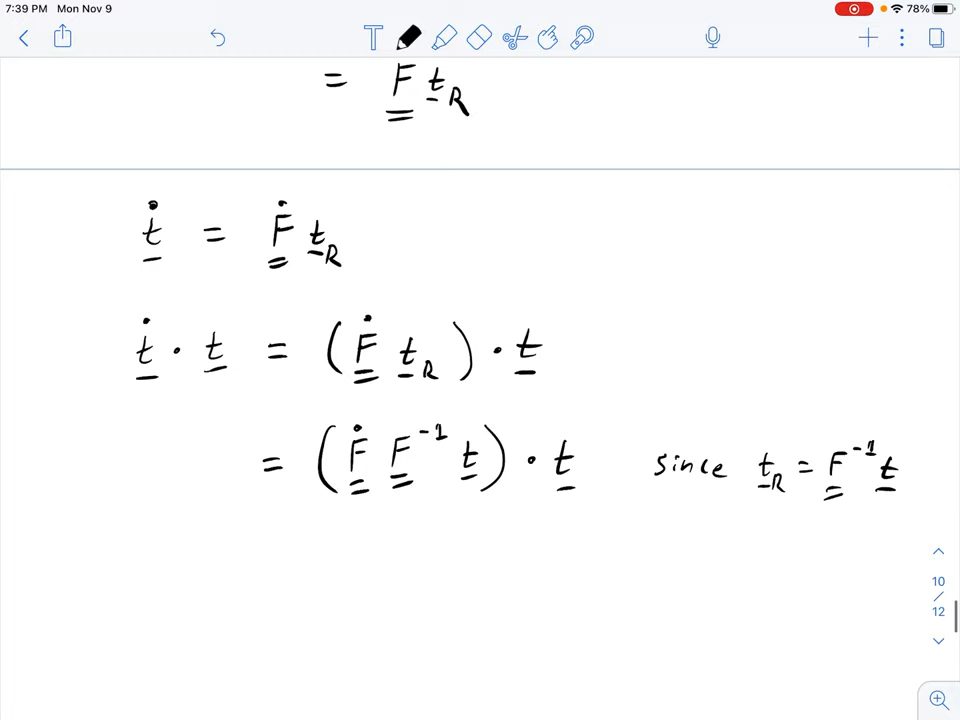 7:39 PM Mon Nov 9 78%
= F t_R
ṫ = Ḟ t_R
ṫ · t = (Ḟ t_R) · t
= (Ḟ F⁻¹ t) · t since t_R = F⁻¹ t
10
/
12